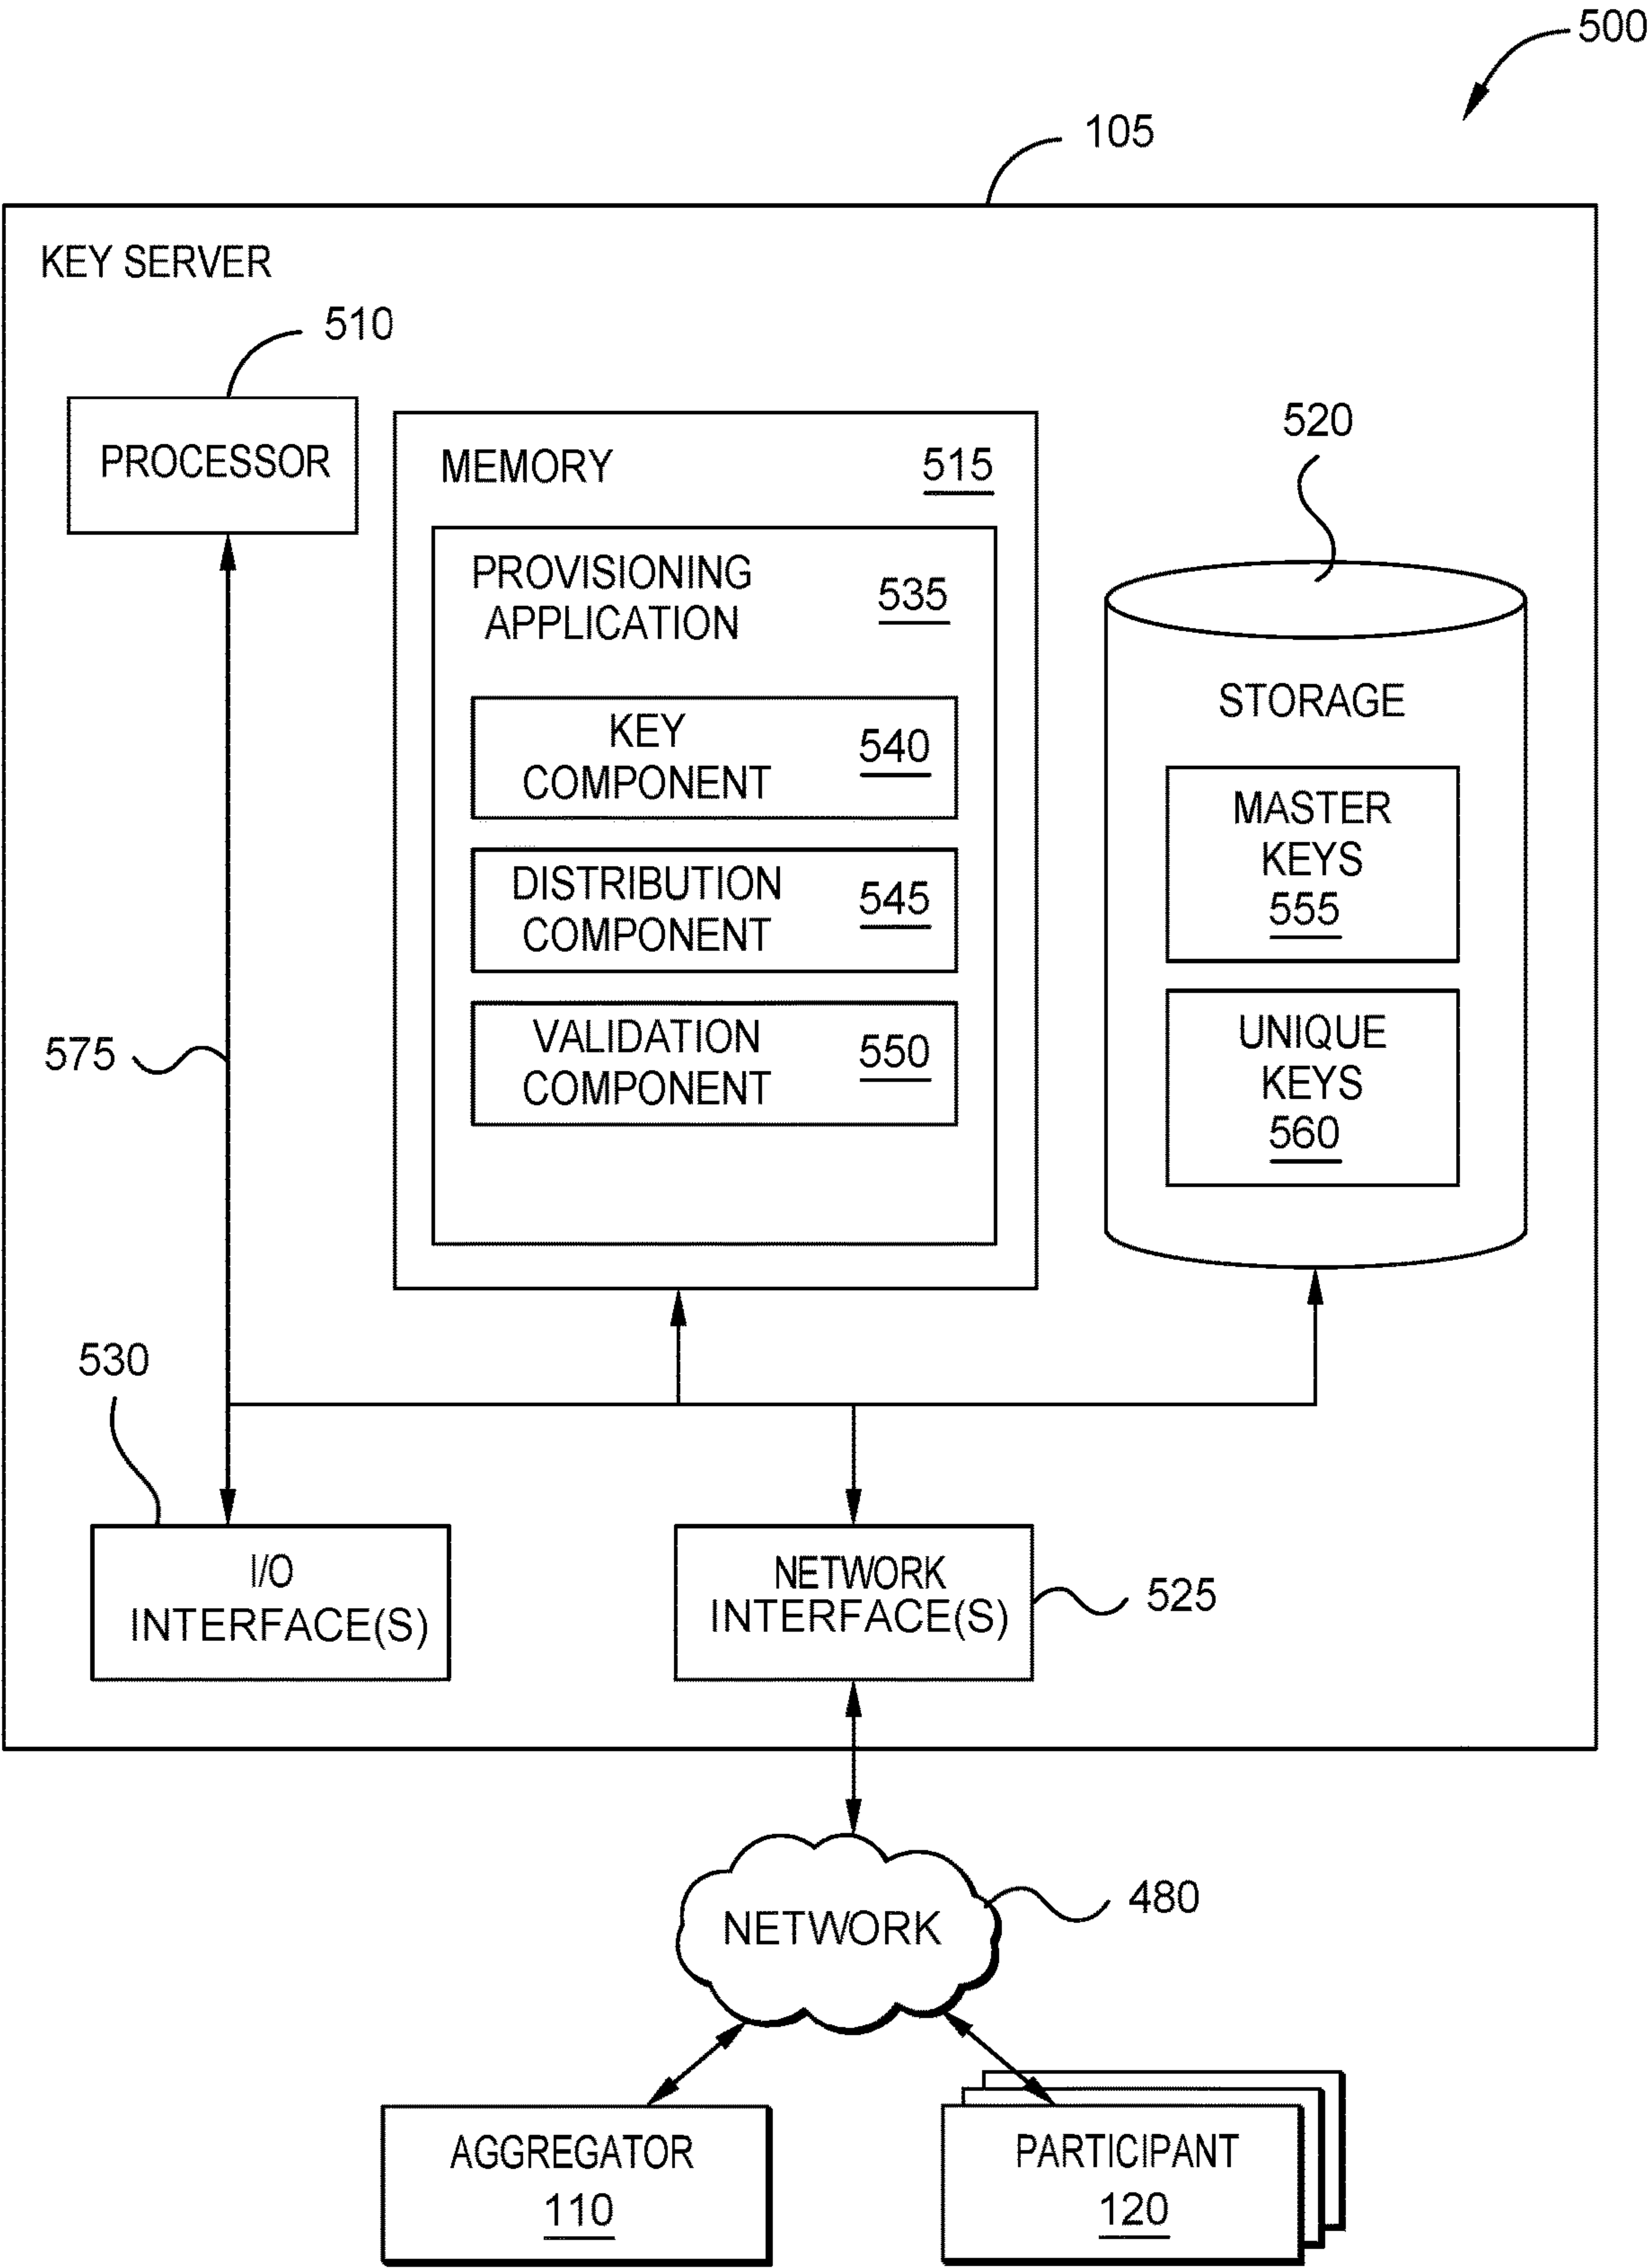 500
105
KEY SERVER
510
PROCESSOR
MEMORY 515
PROVISIONING
APPLICATION
535
KEY
COMPONENT
540
DISTRIBUTION
COMPONENT
545
VALIDATION
COMPONENT
550
520
STORAGE
MASTER
KEYS
555
UNIQUE
KEYS
560
575
530
I/O
INTERFACE(S)
NETWORK
INTERFACE(S)
525
NETWORK
480
AGGREGATOR
110
PARTICIPANT
120